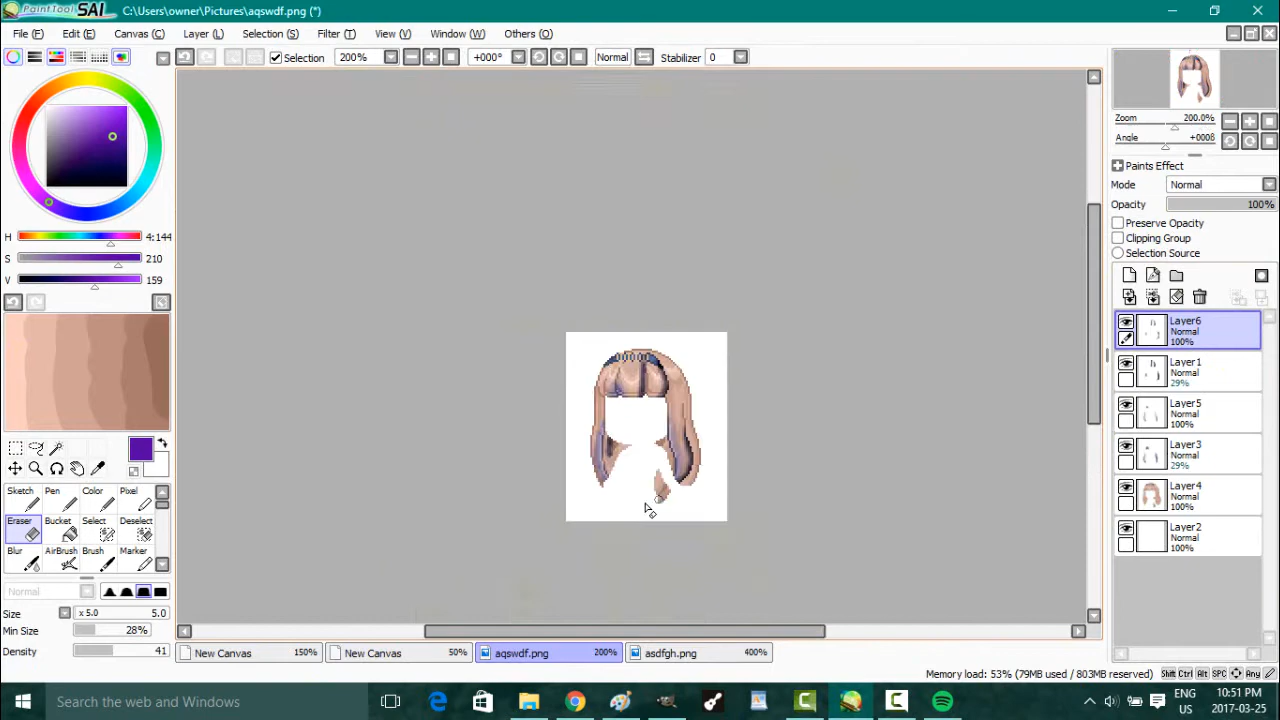 PaintTool SAI C:\Users\owner\Pictures\aqswdf.png (*)
File (F) Edit (E) Canvas (C) Layer (L) Selection (S) Filter (T) View (V) Window (W) Others (O)
Selection 200% +000° Normal Stabilizer 0
Zoom 200.0%
Angle +000ß
Paints Effect
Mode Normal
Opacity 100%
Preserve Opacity
Clipping Group
Selection Source
H 4:144
S 210
V 159
Sketch Pen Color Pixel
Eraser Bucket Select Deselect
Blur AirBrush Brush Marker
Normal
Size x 5.0 5.0
Min Size 28%
Density 41
Layer6
Normal
100%
Layer1
Normal
29%
Layer5
Normal
100%
Layer3
Normal
29%
Layer4
Normal
100%
Layer2
Normal
100%
New Canvas 150% New Canvas 50% aqswdf.png 200% asdfgh.png 400%
Memory load: 53% (79MB used / 803MB reserved) Shift Ctrl Alt SPC Any
Search the web and Windows
ENG
US
10:51 PM
2017-03-25